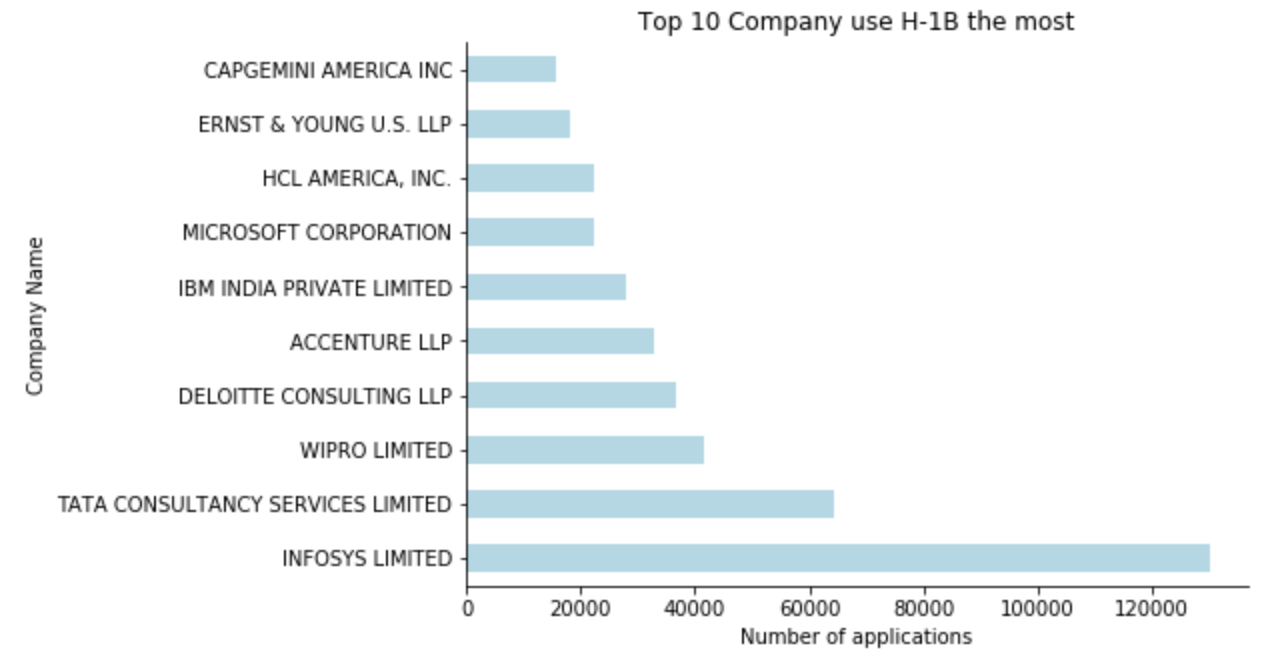 Top 10 Company use H-1B the most
CAPGEMINI AMERICA INC
ERNST & YOUNG U.S. LLP
HCL AMERICA, INC.
MICROSOFT CORPORATION
IBM INDIA PRIVATE LIMITED
ACCENTURE LLP
DELOITTE CONSULTING LLP
WIPRO LIMITED
TATA CONSULTANCY SERVICES LIMITED
INFOSYS LIMITED
Company Name
0 20000 40000 60000 80000 100000 120000
Number of applications